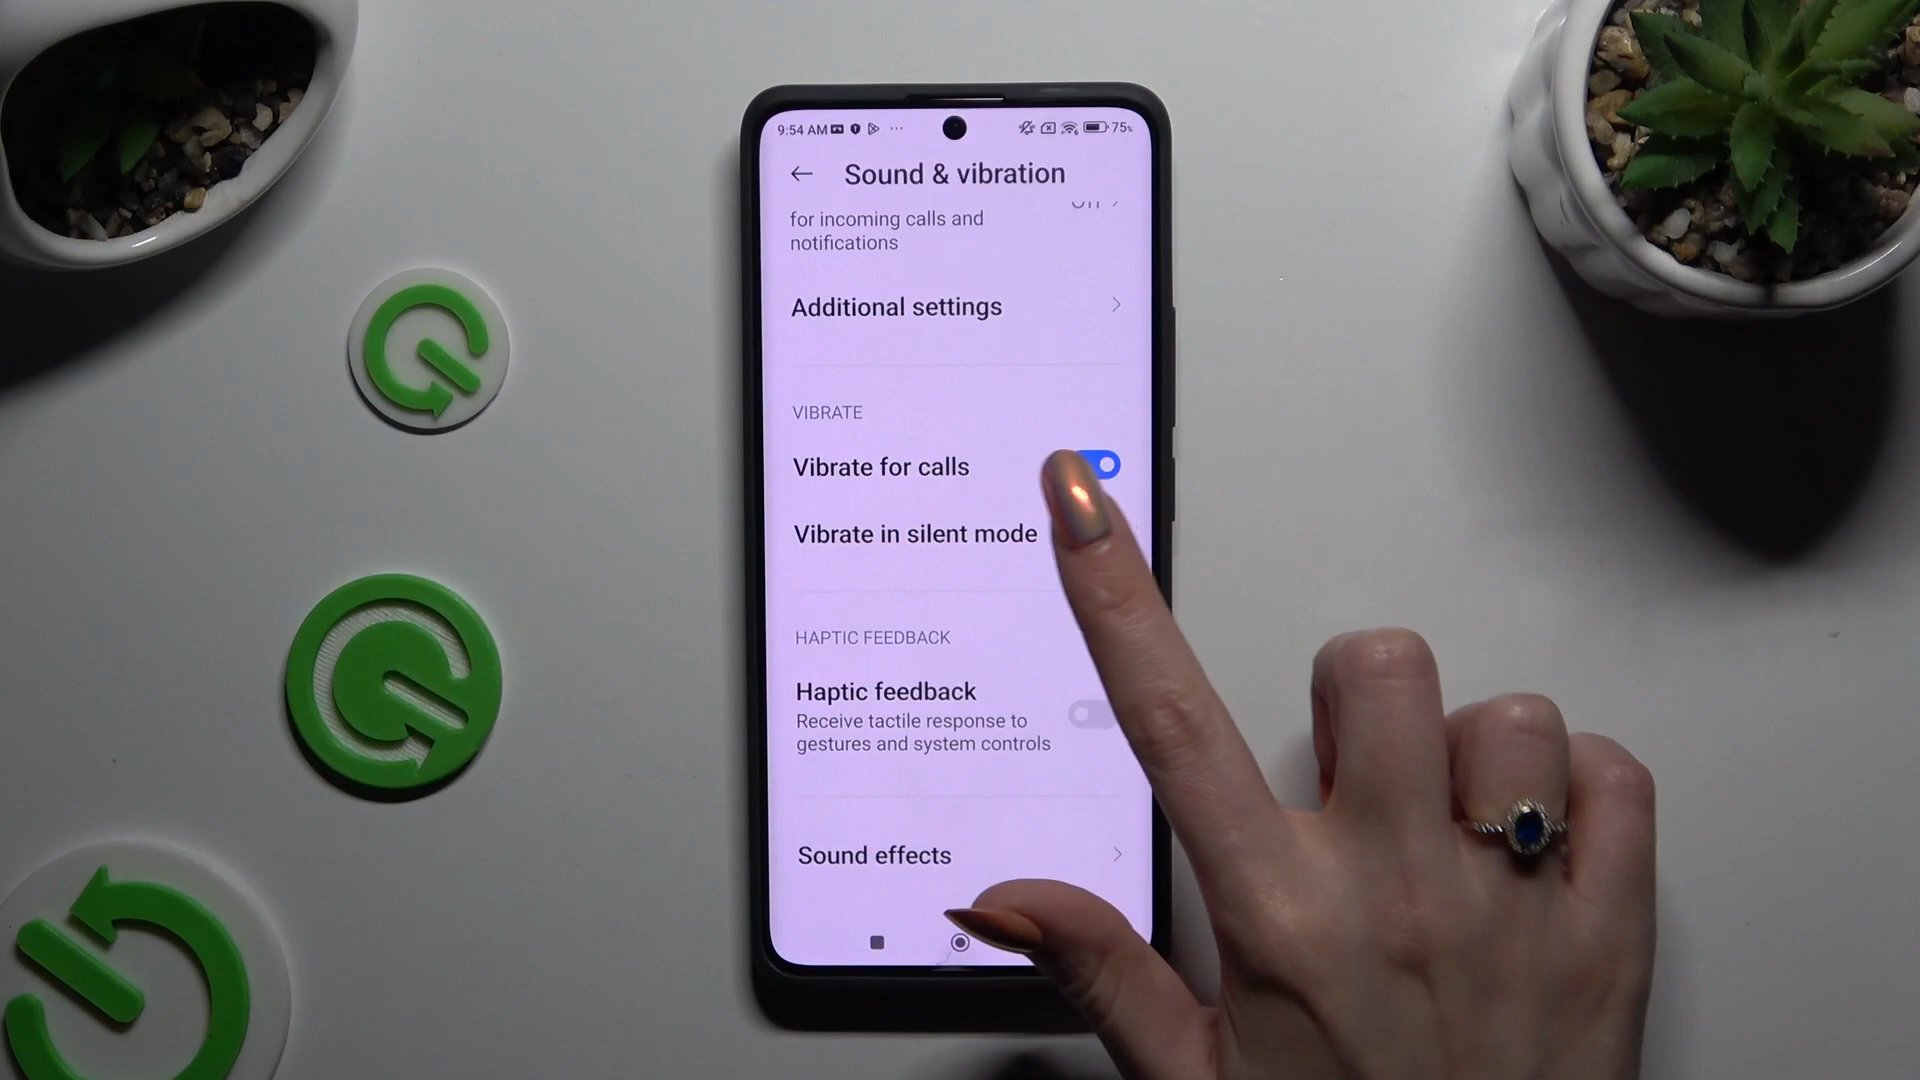 9:54 AM
75%
Sound & vibration
for incoming calls and
notifications
Additional settings
VIBRATE
Vibrate for calls
Vibrate in silent mode
HAPTIC FEEDBACK
Haptic feedback
Receive tactile response to
gestures and system controls
Sound effects